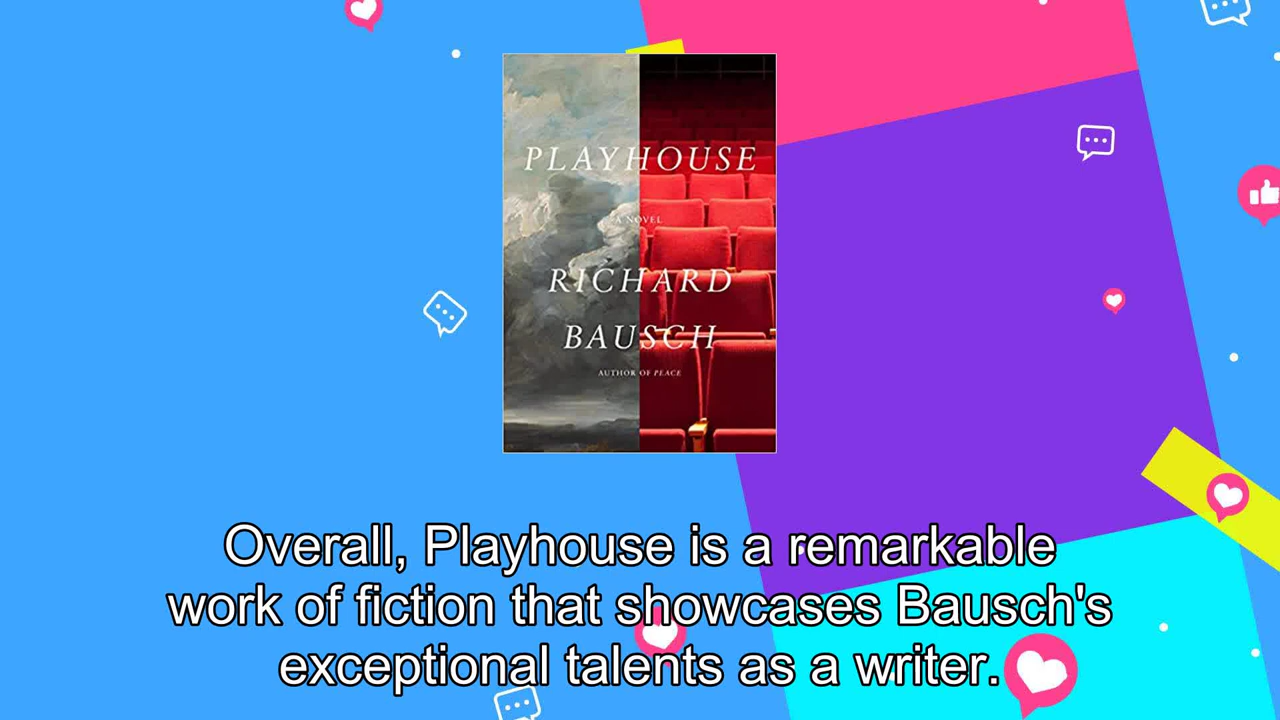 PLAYHOUSE
A NOVEL
RICHARD
BAUSCH
AUTHOR OF PEACE
Overall, Playhouse is a remarkable
work of fiction that showcases Bausch's
exceptional talents as a writer.